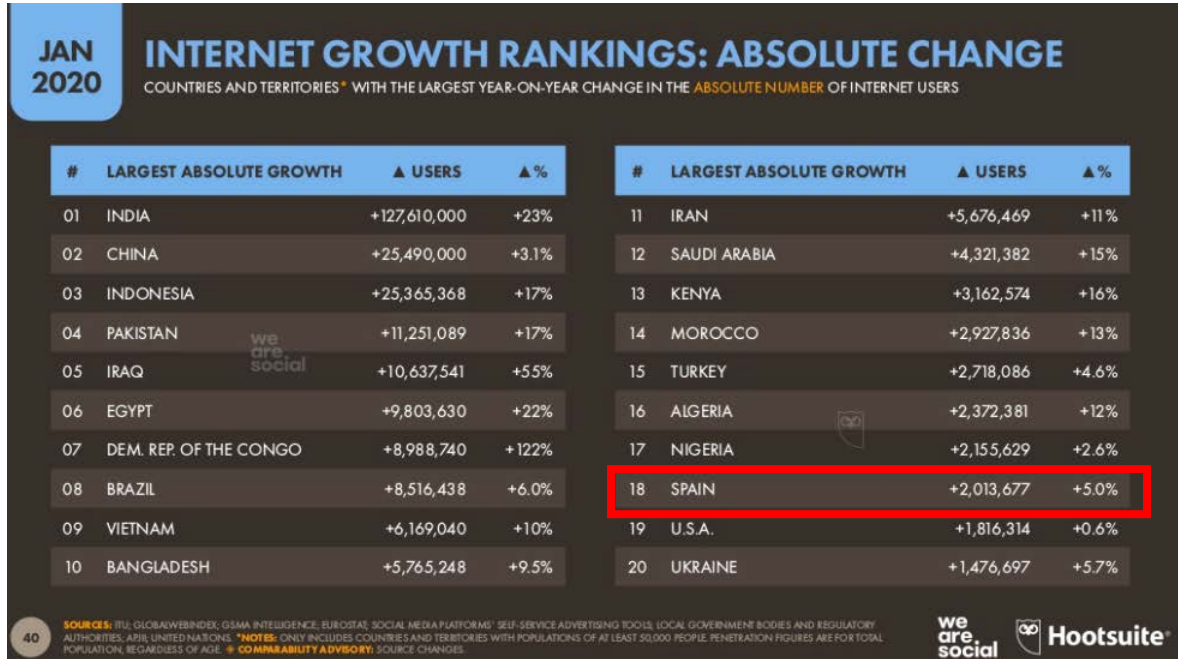 JAN
2020
INTERNET GROWTH RANKINGS: ABSOLUTE CHANGE
COUNTRIES AND TERRITORIES* WITH THE LARGEST YEAR-ON-YEAR CHANGE IN THE ABSOLUTE NUMBER OF INTERNET USERS
# LARGEST ABSOLUTE GROWTH ▲ USERS ▲%
01 INDIA +127,610,000 +23%
02 CHINA +25,490,000 +3.1%
03 INDONESIA +25,365,368 +17%
04 PAKISTAN +11,251,089 +17%
05 IRAQ +10,637,541 +55%
06 EGYPT +9,803,630 +22%
07 DEM. REP. OF THE CONGO +8,988,740 +122%
08 BRAZIL +8,516,438 +6.0%
09 VIETNAM +6,169,040 +10%
10 BANGLADESH +5,765,248 +9.5%
# LARGEST ABSOLUTE GROWTH ▲ USERS ▲%
11 IRAN +5,676,469 +11%
12 SAUDI ARABIA +4,321,382 +15%
13 KENYA +3,162,574 +16%
14 MOROCCO +2,927,836 +13%
15 TURKEY +2,718,086 +4.6%
16 ALGERIA +2,372,381 +12%
17 NIGERIA +2,155,629 +2.6%
18 SPAIN +2,013,677 +5.0%
19 U.S.A. +1,816,314 +0.6%
20 UKRAINE +1,476,697 +5.7%
we
are.
social
40
SOURCES: ITU; GLOBALWEBINDEX; GSMA INTELLIGENCE; EUROSTAT; SOCIAL MEDIA PLATFORMS' SELF-SERVICE ADVERTISING TOOLS; LOCAL GOVERNMENT BODIES AND REGULATORY
AUTHORITIES; APJII; UNITED NATIONS. *NOTES: ONLY INCLUDES COUNTRIES AND TERRITORIES WITH POPULATIONS OF AT LEAST 50,000 PEOPLE. PENETRATION FIGURES ARE FOR TOTAL
POPULATION, REGARDLESS OF AGE. COMPARABILITY ADVISORY: SOURCE CHANGES.
we
are.
social
Hootsuite®